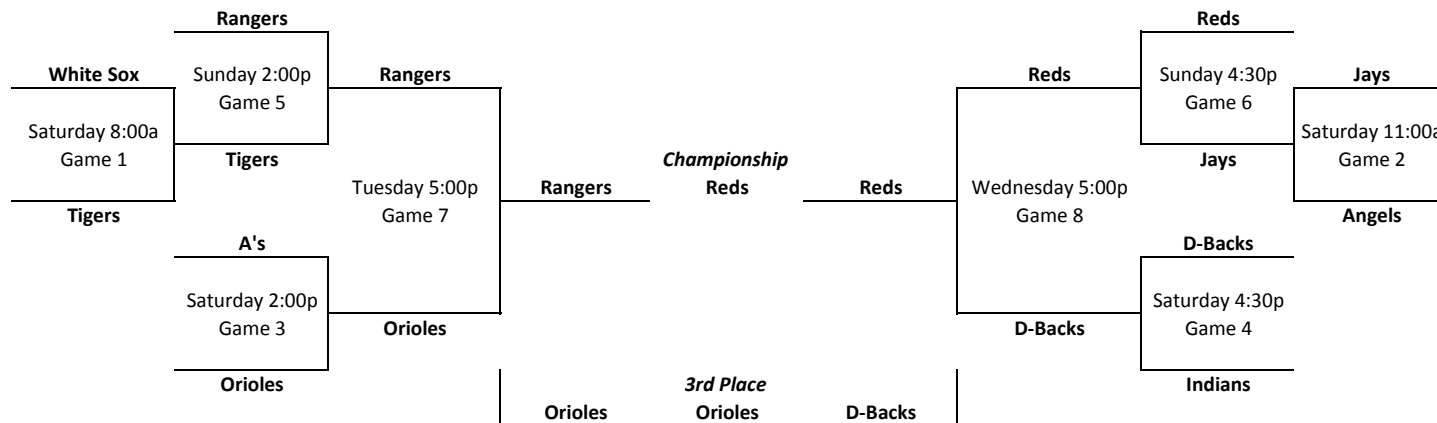 Rangers
Reds
White Sox
Sunday 2:00p
Rangers
Reds
Sunday 4:30p
Jays
Game 5
Game 6
Saturday 8:00a
Saturday 11:00a
Game 1
Tigers
Championship
Jays
Game 2
Tuesday 5:00p
Rangers
Reds
Reds
Wednesday 5:00p
Tigers
Game 7
Game 8
Angels
A's
D-Backs
Saturday 2:00p
Saturday 4:30p
Game 3
Orioles
D-Backs
Game 4
Orioles
3rd Place
Indians
Orioles
Orioles
D-Backs